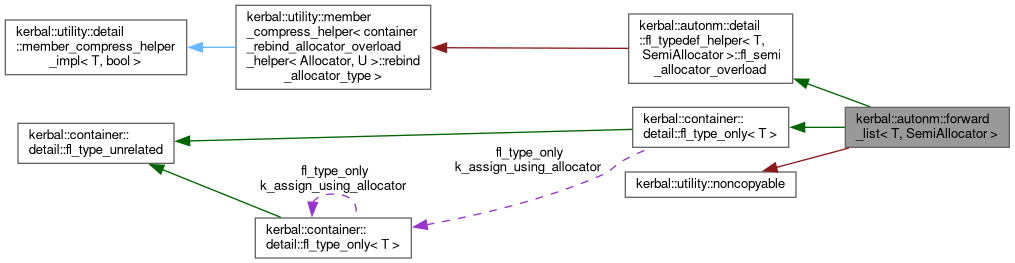 kerbal::utility::detail
::member_compress_helper
_impl< T, bool >
kerbal::utility::member
_compress_helper< container
_rebind_allocator_overload
_helper< Allocator, U >::rebind
_allocator_type >
kerbal::autonm::detail
::fl_typedef_helper< T,
SemiAllocator >::fl_semi
_allocator_overload
kerbal::container::
detail::fl_type_unrelated
kerbal::container::
detail::fl_type_only< T >
kerbal::autonm::forward
_list< T, SemiAllocator >
fl_type_only
k_assign_using_allocator
fl_type_only
k_assign_using_allocator
kerbal::utility::noncopyable
kerbal::container::
detail::fl_type_only< T >